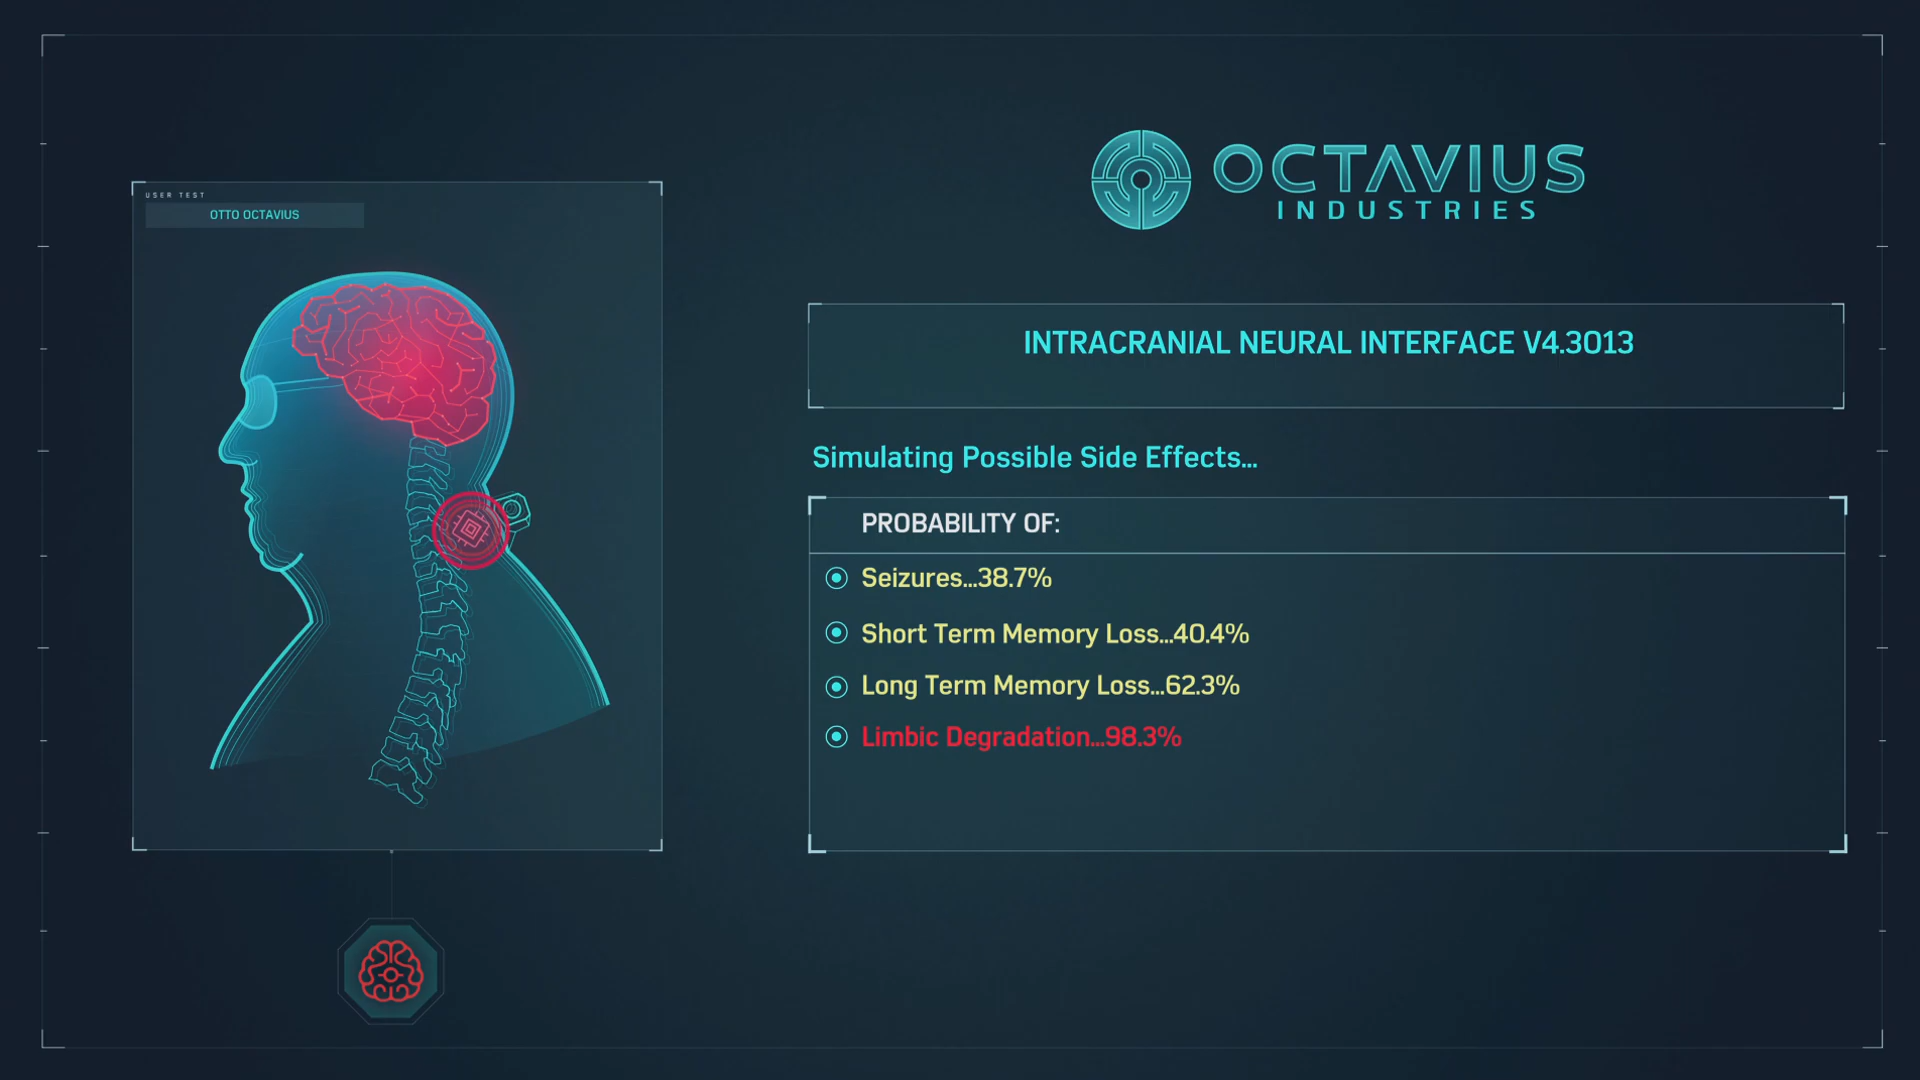 USER TEST
OTTO OCTAVIUS
OCTAVIUS
INDUSTRIES
INTRACRANIAL NEURAL INTERFACE V4.3013
Simulating Possible Side Effects...
PROBABILITY OF:
Seizures...38.7%
Short Term Memory Loss...40.4%
Long Term Memory Loss...62.3%
Limbic Degradation...98.3%